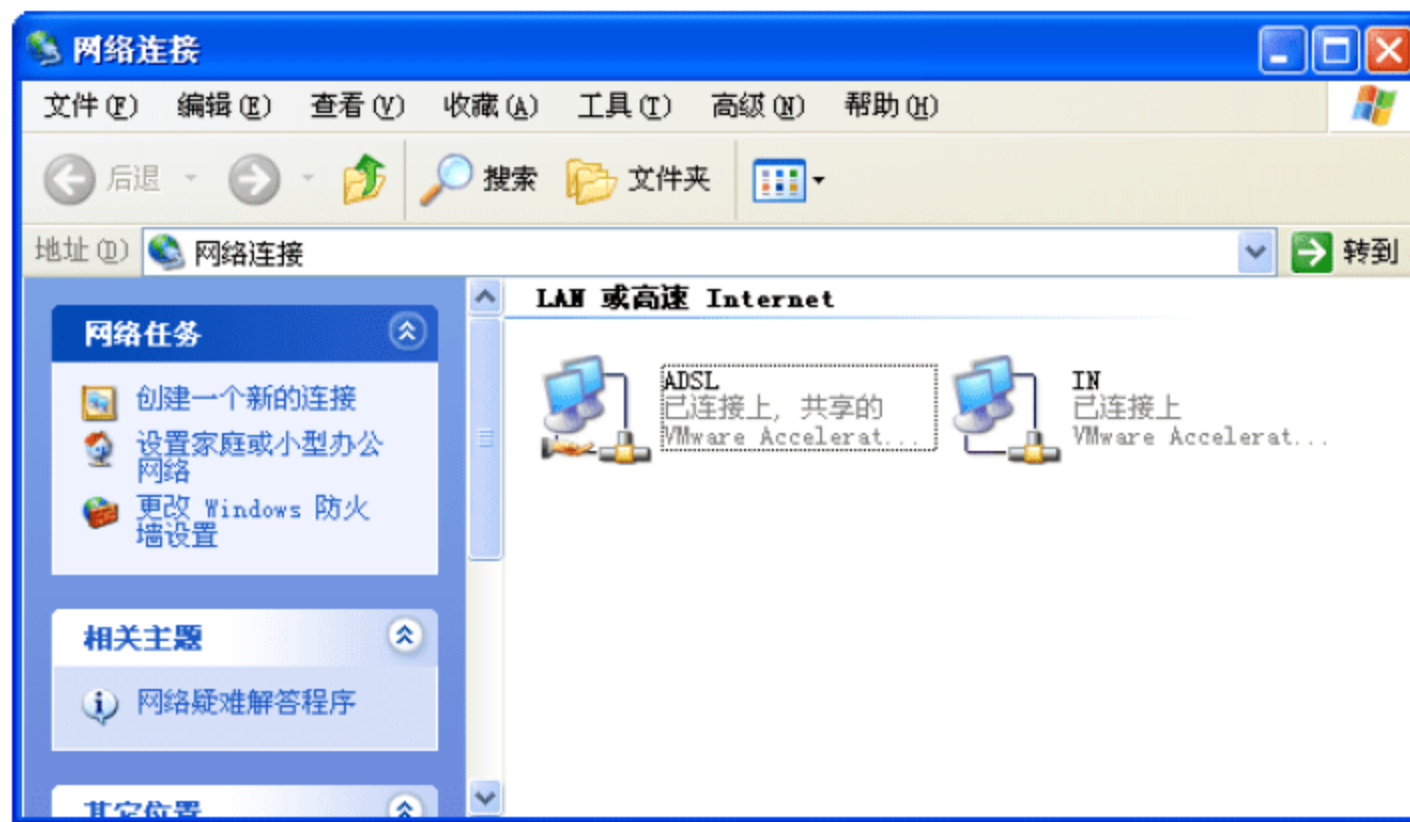 网络连接
文件(F) 编辑(E) 查看(V) 收藏(A) 工具(T) 高级(N) 帮助(H)
后退 搜索 文件夹
地址(D) 网络连接 转到
网络任务
创建一个新的连接
设置家庭或小型办公
网络
更改 Windows 防火
墙设置
相关主题
网络疑难解答程序
其它位置
LAN 或高速 Internet
ADSL
已连接上, 共享的
VMware Accelerat...
IN
已连接上
VMware Accelerat...